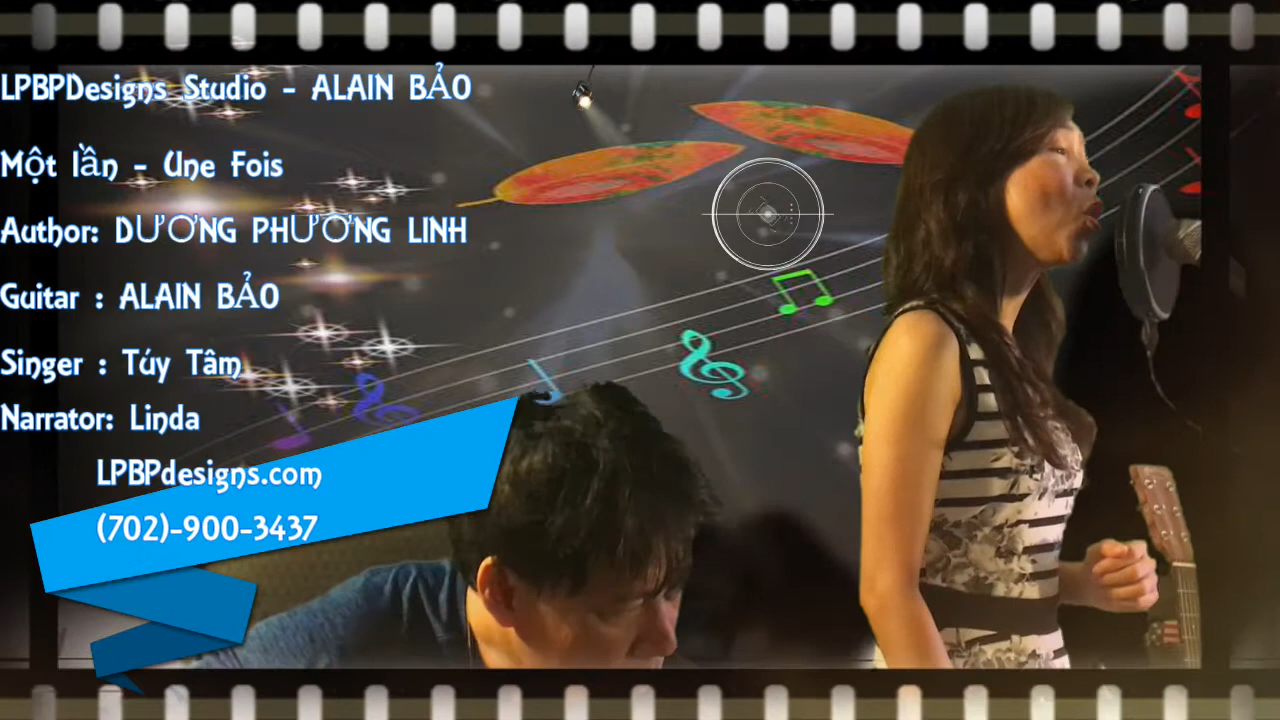 LPBPDesigns Studio - ALAIN BẢO
Một lần - Une Fois
Author: DƯƠNG PHƯƠNG LINH
Guitar : ALAIN BẢO
Singer : Túy Tâm
Narrator: Linda
LPBPdesigns.com
(702)-900-3437